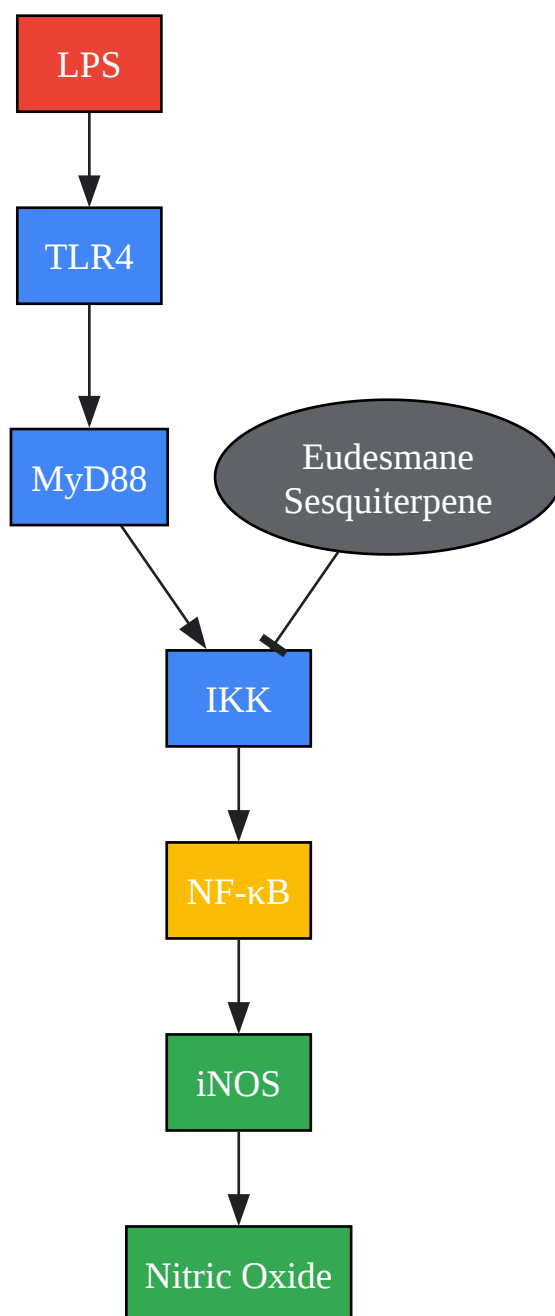 LPS
TLR4
MyD88
Eudesmane
Sesquiterpene
IKK
NF-κB
iNOS
Nitric Oxide